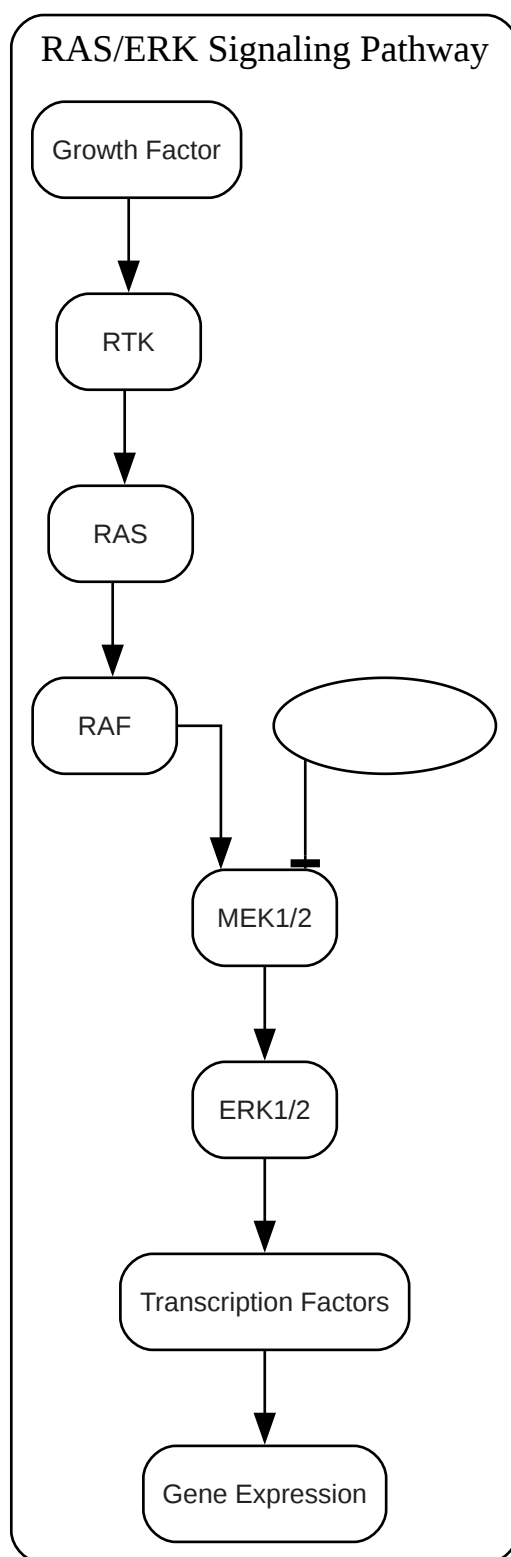 RAS/ERK Signaling Pathway
Growth Factor
RTK
RAS
RAF
MEK1/2
ERK1/2
Transcription Factors
Gene Expression